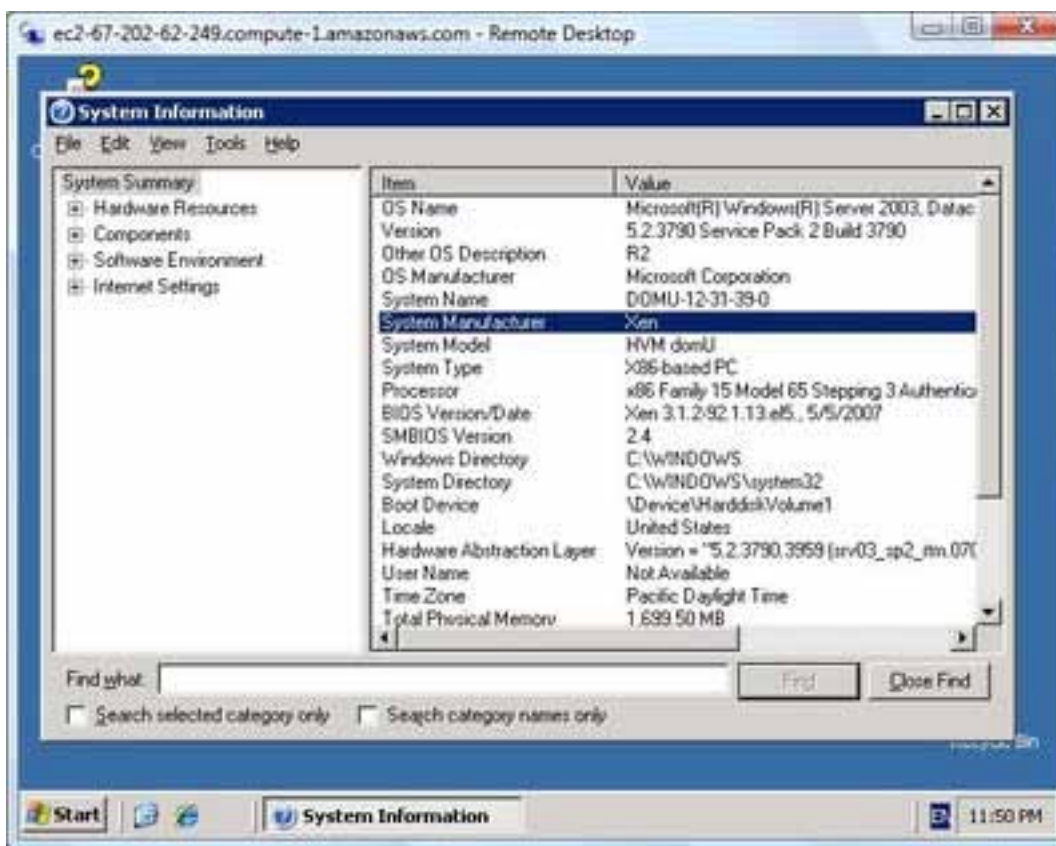 ec2-67-202-62-249.compute-1.amazonaws.com - Remote Desktop
System Information
File Edit View Tools Help
System Summary
Hardware Resources
Components
Software Environment
Internet Settings
Item Value
OS Name Microsoft(R) Windows(R) Server 2003, Datac
Version 5.2.3790 Service Pack 2 Build 3790
Other OS Description R2
OS Manufacturer Microsoft Corporation
System Name DOMU-12-31-39-0
System Manufacturer Xen
System Model HVM domU
System Type X86-based PC
Processor x86 Family 15 Model 65 Stepping 3 Authentica
BIOS Version/Date Xen 3.1.2-92.1.13.el5., 5/5/2007
SMBIOS Version 2.4
Windows Directory C:\WINDOWS
System Directory C:\WINDOWS\system32
Boot Device \Device\HarddiskVolume1
Locale United States
Hardware Abstraction Layer Version = "5.2.3790.3959 (srv03_sp2_rtm.070
User Name Not Available
Time Zone Pacific Daylight Time
Total Physical Memory 1,699.50 MB
Find what:
Find Close Find
Search selected category only Search category names only
Start System Information EN 11:50 PM